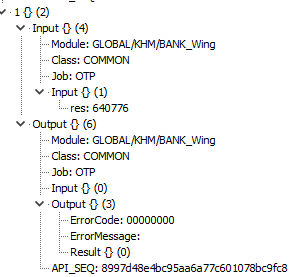 1 {} (2)
Input {} (4)
Module: GLOBAL/KHM/BANK_Wing
Class: COMMON
Job: OTP
Input {} (1)
res: 640776
Output {} (6)
Module: GLOBAL/KHM/BANK_Wing
Class: COMMON
Job: OTP
Input {} (0)
Output {} (3)
ErrorCode: 00000000
ErrorMessage:
Result {} (0)
API_SEQ: 8997d48e4bc95aa6a77c601078bc9fc8